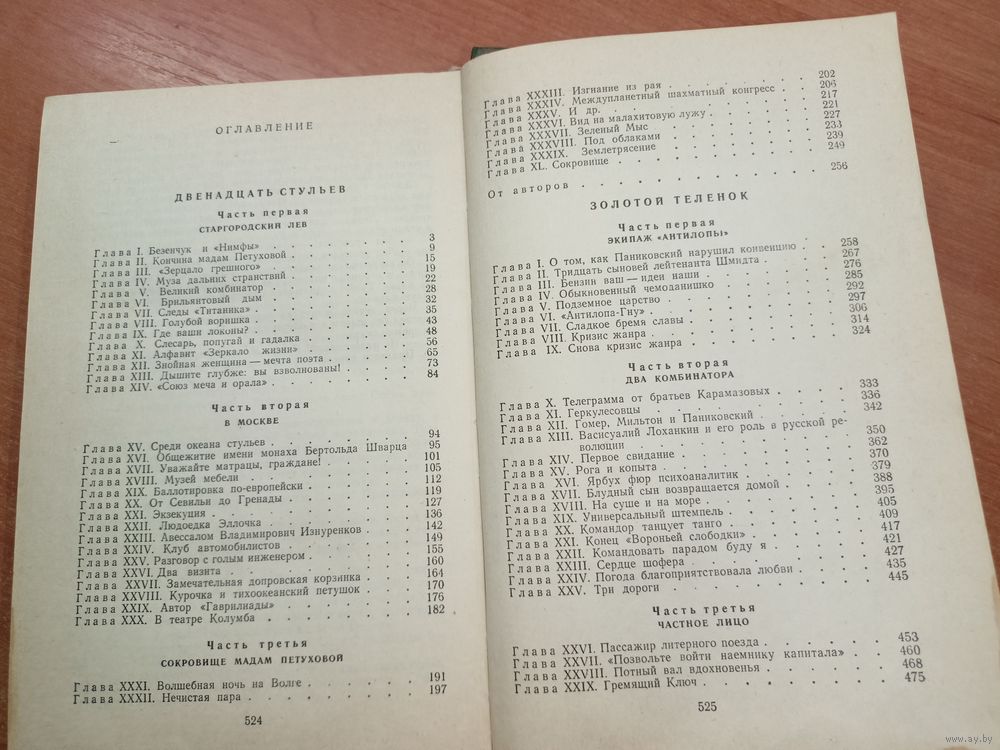 ОГЛАВЛЕНИЕ
ДВЕНАДЦАТЬ СТУЛЬЕВ
Часть первая
СТАРГОРОДСКИЙ ЛЕВ
Глава I. Безенчук и «Нимфы» 3
Глава II. Кончина мадам Петуховой 9
Глава III. «Зерцало грешного» 15
Глава IV. Муза дальних странствий 19
Глава V. Великий комбинатор 22
Глава VI. Брильянтовый дым 28
Глава VII. Следы «Титаника» 32
Глава VIII. Голубой воришка 35
Глава IX. Где ваши локоны? 43
Глава X. Слесарь, попугай и гадалка 48
Глава XI. Алфавит «Зеркало жизни» 56
Глава XII. Знойная женщина — мечта поэта 65
Глава XIII. Дышите глубже: вы взволнованы! 73
Глава XIV. «Союз меча и орала» 84
Часть вторая
В МОСКВЕ
Глава XV. Среди океана стульев 94
Глава XVI. Общежитие имени монаха Бертольда Шварца 95
Глава XVII. Уважайте матрацы, граждане! 101
Глава XVIII. Музей мебели 105
Глава XIX. Баллотировка по-европейски 112
Глава XX. От Севильи до Гренады 119
Глава XXI. Экзекуция 127
Глава XXII. Людоедка Эллочка 136
Глава XXIII. Авессалом Владимирович Изнуренков 142
Глава XXIV. Клуб автомобилистов 149
Глава XXV. Разговор с голым инженером 155
Глава XXVI. Два визита 160
Глава XXVII. Замечательная допровская корзинка 164
Глава XXVIII. Курочка и тихоокеанский петушок 170
Глава XXIX. Автор «Гаврилиады» 176
Глава XXX. В театре Колумба 182
Часть третья
СОКРОВИЩЕ МАДАМ ПЕТУХОВОЙ
Глава XXXI. Волшебная ночь на Волге 191
Глава XXXII. Нечистая пара 197
524
Глава XXXIII. Изгнание из рая 202
Глава XXXIV. Междупланетный шахматный конгресс 206
Глава XXXV. И др. 217
Глава XXXVI. Вид на малахитовую лужу 221
Глава XXXVII. Зеленый Мыс 227
Глава XXXVIII. Под облаками 233
Глава XXXIX. Землетрясение 239
Глава XL. Сокровище 249
От авторов 256
ЗОЛОТОЙ ТЕЛЕНОК
Часть первая
ЭКИПАЖ «АНТИЛОПЫ»
Глава I. О том, как Паниковский нарушил конвенцию 258
Глава II. Тридцать сыновей лейтенанта Шмидта 267
Глава III. Бензин ваш — идеи наши 276
Глава IV. Обыкновенный чемоданишко 285
Глава V. Подземное царство 292
Глава VI. «Антилопа-Гну» 297
Глава VII. Сладкое бремя славы 306
Глава VIII. Кризис жанра 314
Глава IX. Снова кризис жанра 324
Часть вторая
ДВА КОМБИНАТОРА
Глава X. Телеграмма от братьев Карамазовых 333
Глава XI. Геркулесовцы 336
Глава XII. Гомер, Мильтон и Паниковский 342
Глава XIII. Васисуалий Лоханкин и его роль в русской ре-
волюции 350
Глава XIV. Первое свидание 362
Глава XV. Рога и копыта 370
Глава XVI. Ярбух фюр психоаналитик 379
Глава XVII. Блудный сын возвращается домой 388
Глава XVIII. На суше и на море 395
Глава XIX. Универсальный штемпель 405
Глава XX. Командор танцует танго 409
Глава XXI. Конец «Вороньей слободки» 417
Глава XXII. Командовать парадом буду я 421
Глава XXIII. Сердце шофера 427
Глава XXIV. Погода благоприятствовала любви 435
Глава XXV. Три дороги 445
Часть третья
ЧАСТНОЕ ЛИЦО
Глава XXVI. Пассажир литерного поезда 453
Глава XXVII. «Позвольте войти наемнику капитала» 460
Глава XXVIII. Потный вал вдохновенья 468
Глава XXIX. Гремящий Ключ 475
525
www.ay.by